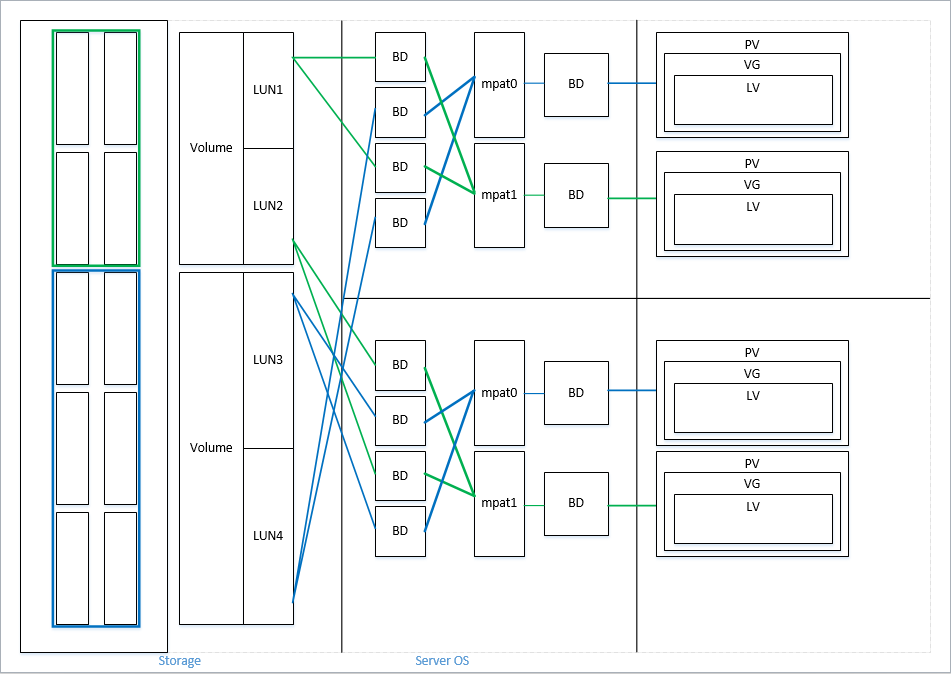 Volume
LUN1
LUN2
Volume
LUN3
LUN4
BD
BD
BD
BD
mpat0
mpat1
BD
BD
PV
VG
LV
PV
VG
LV
BD
BD
BD
BD
mpat0
mpat1
BD
BD
PV
VG
LV
PV
VG
LV
Storage
Server OS